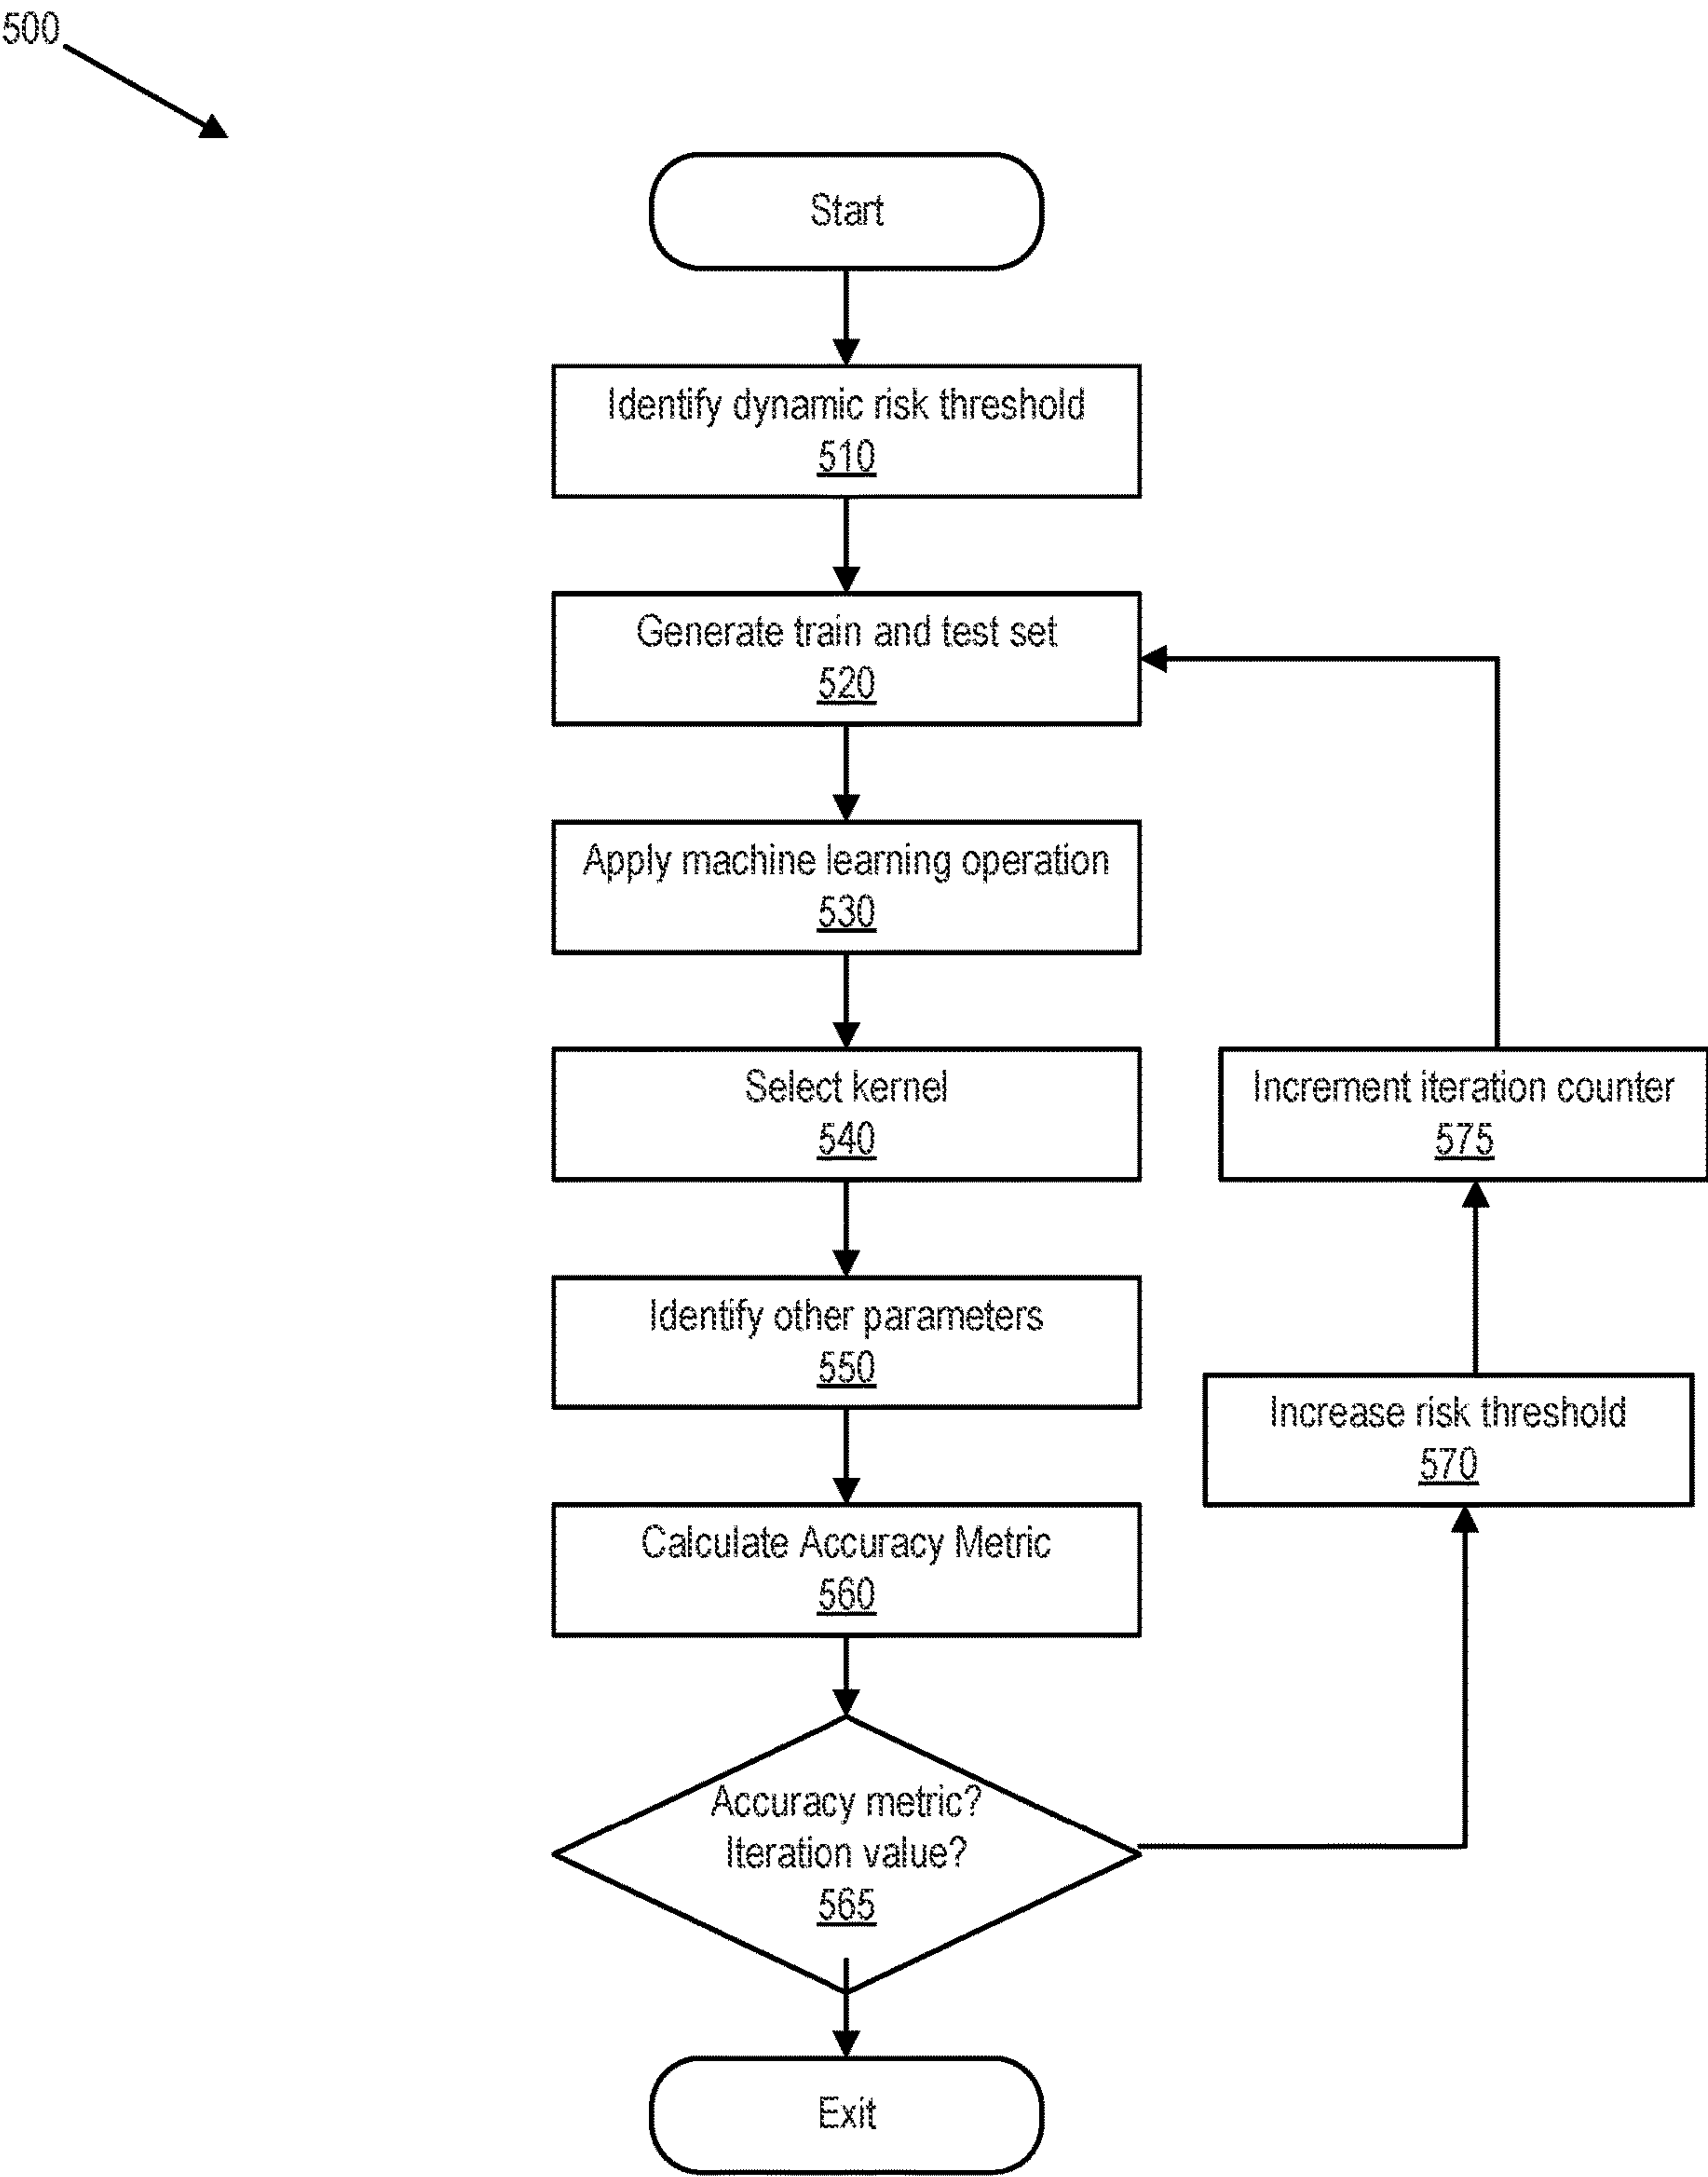 500
Start
Identify dynamic risk threshold
510
Generate train and test set
520
Apply machine learning operation
530
Select kernel
540
Increment iteration counter
575
Identify other parameters
550
Increase risk threshold
570
Calculate Accuracy Metric
560
Accuracy metric?
Iteration value?
565
Exit